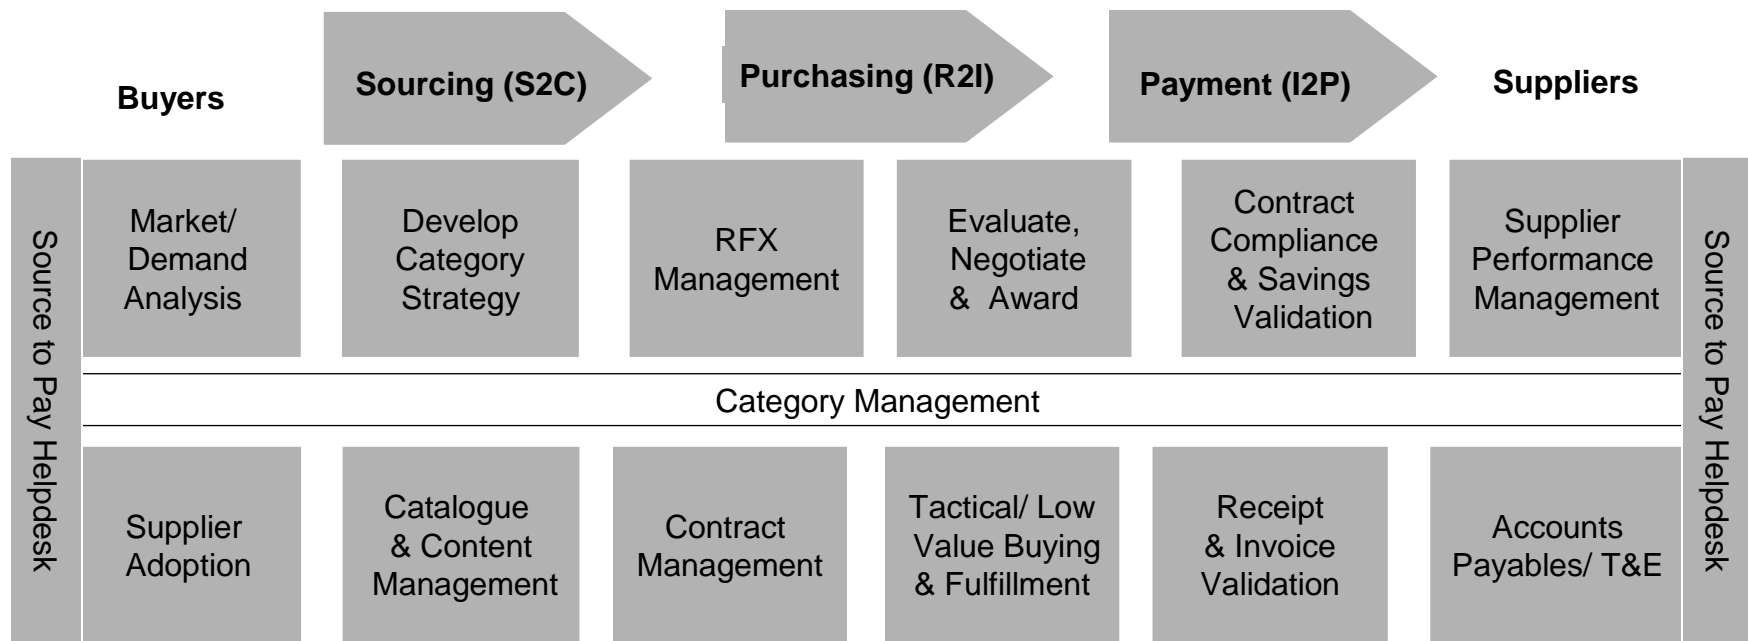 Buyers
Sourcing (S2C)
Purchasing (R2I)
Payment (I2P)
Suppliers
Source to Pay Helpdesk
Market/
Demand
Analysis
Develop
Category
Strategy
RFX
Management
Evaluate,
Negotiate
& Award
Contract
Compliance
& Savings
Validation
Supplier
Performance
Management
Source to Pay Helpdesk
Category Management
Supplier
Adoption
Catalogue
& Content
Management
Contract
Management
Tactical/ Low
Value Buying
& Fulfillment
Receipt
& Invoice
Validation
Accounts
Payables/ T&E